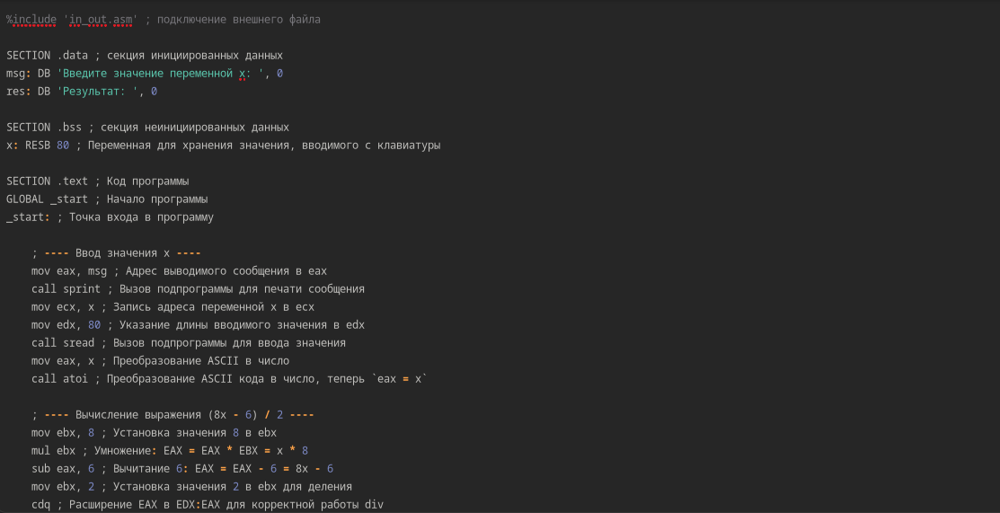 %include 'in_out.asm' ; подключение внешнего файла
SECTION .data ; секция инициированных данных
msg: DB 'Введите значение переменной x: ', 0
res: DB 'Результат: ', 0
SECTION .bss ; секция неинициированных данных
x: RESB 80 ; Переменная для хранения значения, вводимого с клавиатуры
SECTION .text ; Код программы
GLOBAL _start ; Начало программы
_start: ; Точка входа в программу
; ---- Ввод значения x ----
mov eax, msg ; Адрес выводимого сообщения в eax
call sprint ; Вызов подпрограммы для печати сообщения
mov ecx, x ; Запись адреса переменной x в ecx
mov edx, 80 ; Указание длины вводимого значения в edx
call sread ; Вызов подпрограммы для ввода значения
mov eax, x ; Преобразование ASCII в число
call atoi ; Преобразование ASCII кода в число, теперь `eax = x`
; ---- Вычисление выражения (8x - 6) / 2 ----
mov ebx, 8 ; Установка значения 8 в ebx
mul ebx ; Умножение: EAX = EAX * EBX = x * 8
sub eax, 6 ; Вычитание 6: EAX = EAX - 6 = 8x - 6
mov ebx, 2 ; Установка значения 2 в ebx для деления
cdq ; Расширение EAX в EDX:EAX для корректной работы div